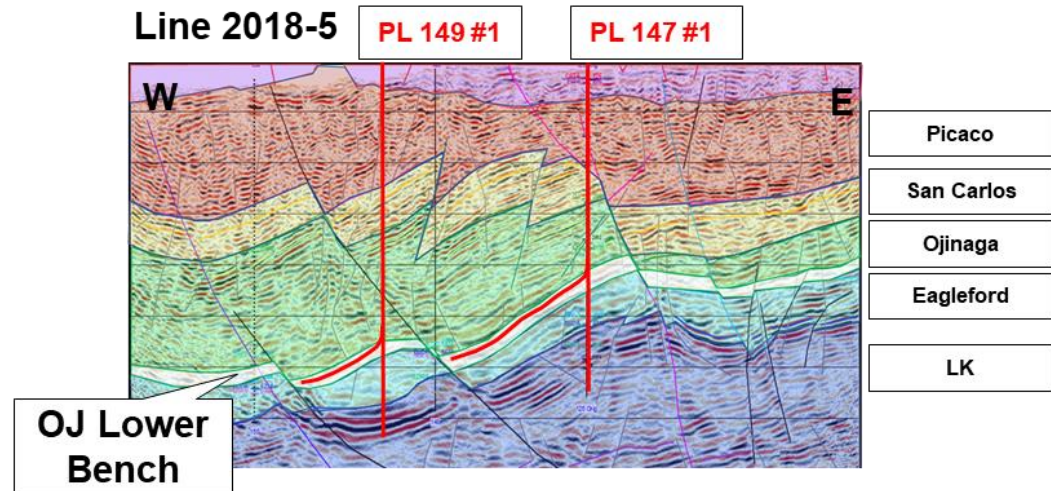 Line 2018-5
PL 149 #1
PL 147 #1
W
E
Picaco
San Carlos
Ojinaga
Eagleford
LK
OJ Lower
Bench